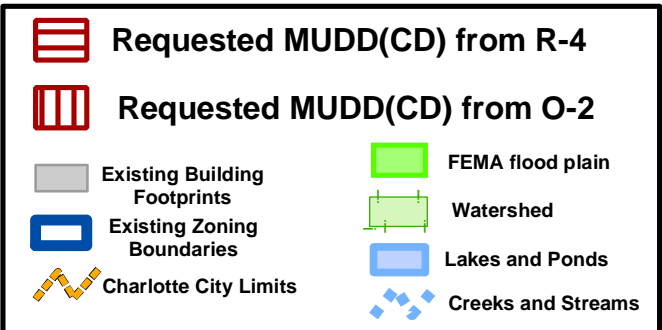 Requested MUDD(CD) from R-4
Requested MUDD(CD) from O-2
Existing Building
Footprints
Existing Zoning
Boundaries
Charlotte City Limits
FEMA flood plain
Watershed
Lakes and Ponds
Creeks and Streams